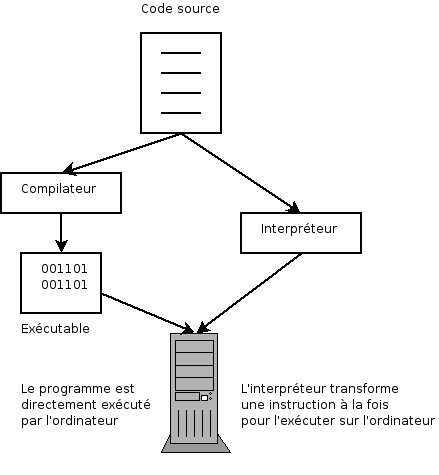 Code source
Compilateur
Interpréteur
001101
001101
Exécutable
Le programme est
directement exécuté
par l'ordinateur
L'interpréteur transforme
une instruction à la fois
pour l'exécuter sur l'ordinateur